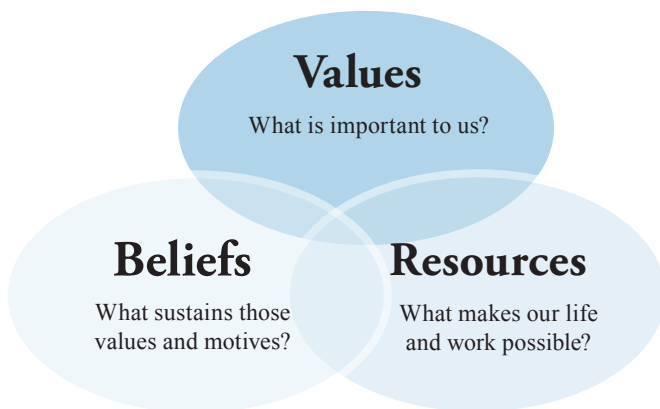 Values
What is important to us?
Beliefs
What sustains those
values and motives?
Resources
What makes our life
and work possible?